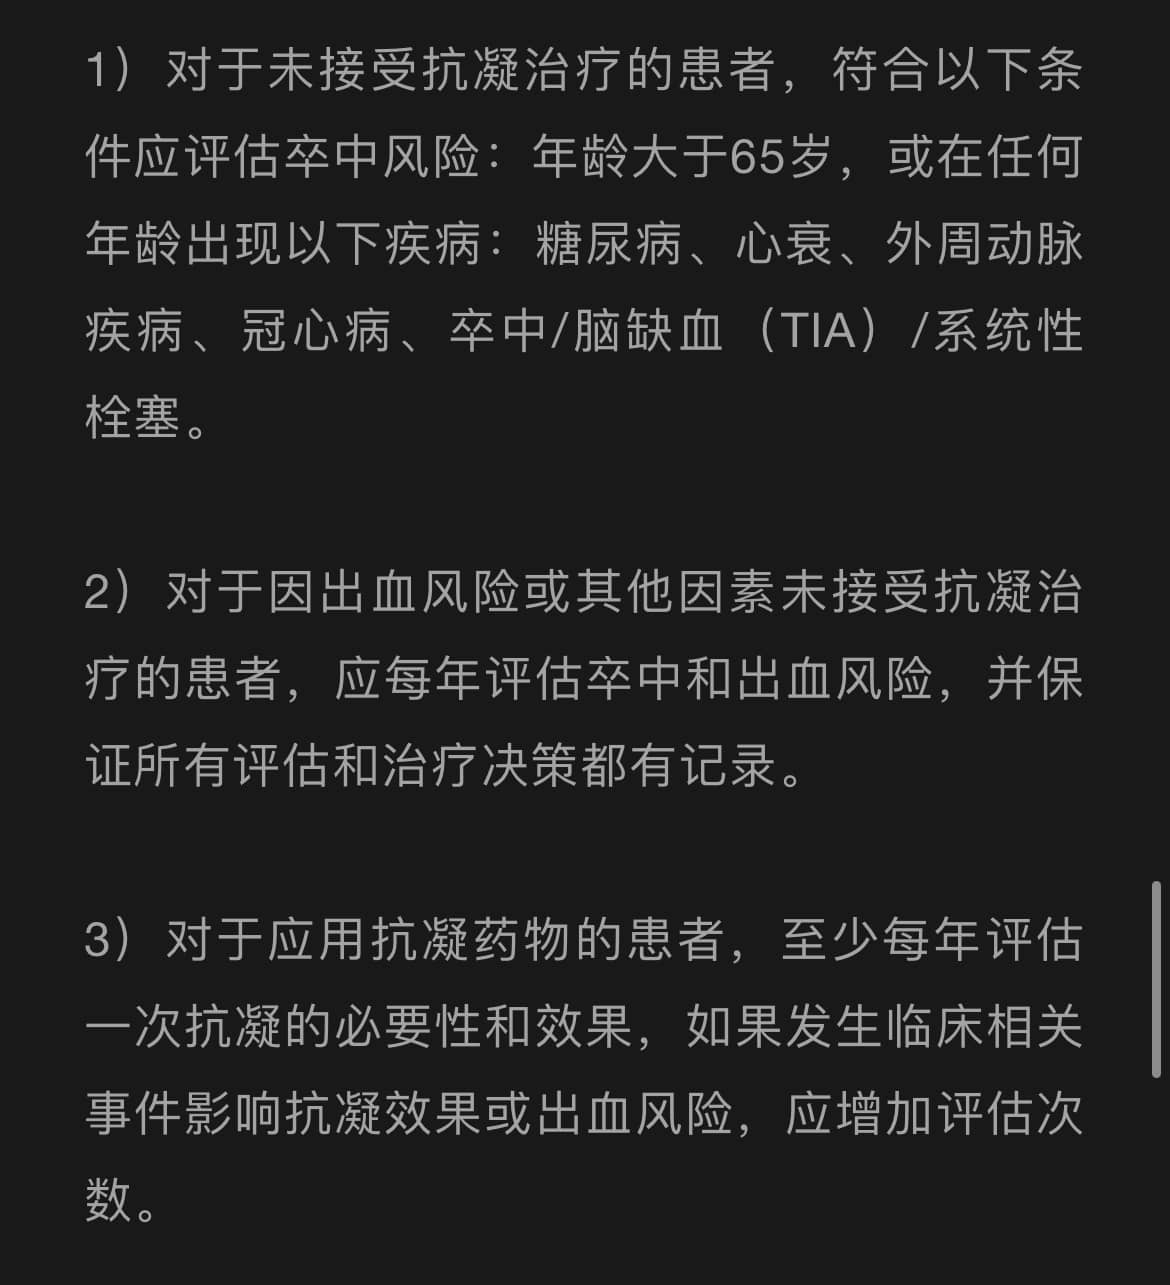 1）对于未接受抗凝治疗的患者，符合以下条
件应评估卒中风险：年龄大于65岁，或在任何
年龄出现以下疾病：糖尿病、心衰、外周动脉
疾病、冠心病、卒中/脑缺血（TIA）/系统性
栓塞。
2）对于因出血风险或其他因素未接受抗凝治
疗的患者，应每年评估卒中和出血风险，并保
证所有评估和治疗决策都有记录。
3）对于应用抗凝药物的患者，至少每年评估
一次抗凝的必要性和效果，如果发生临床相关
事件影响抗凝效果或出血风险，应增加评估次
数。